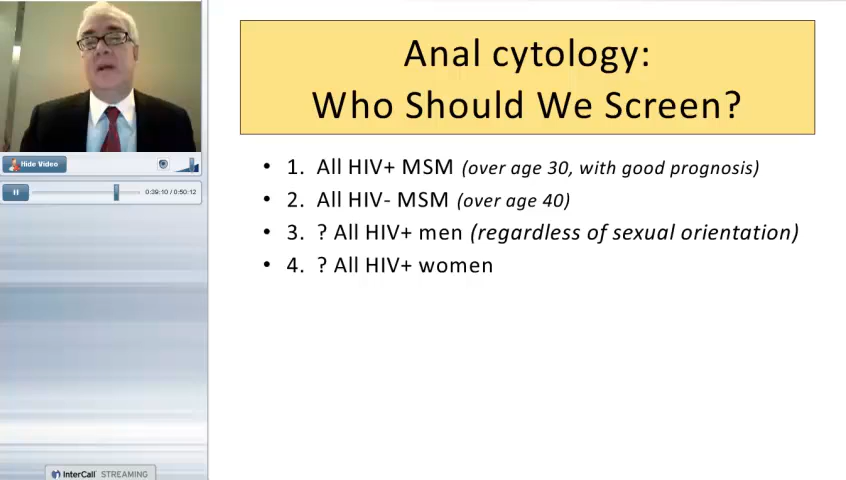 Anal cytology:
Who Should We Screen?
• 1. All HIV+ MSM (over age 30, with good prognosis)
• 2. All HIV- MSM (over age 40)
• 3. ? All HIV+ men (regardless of sexual orientation)
• 4. ? All HIV+ women
Hide Video
0:39:10 / 0:50:12
InterCall STREAMING